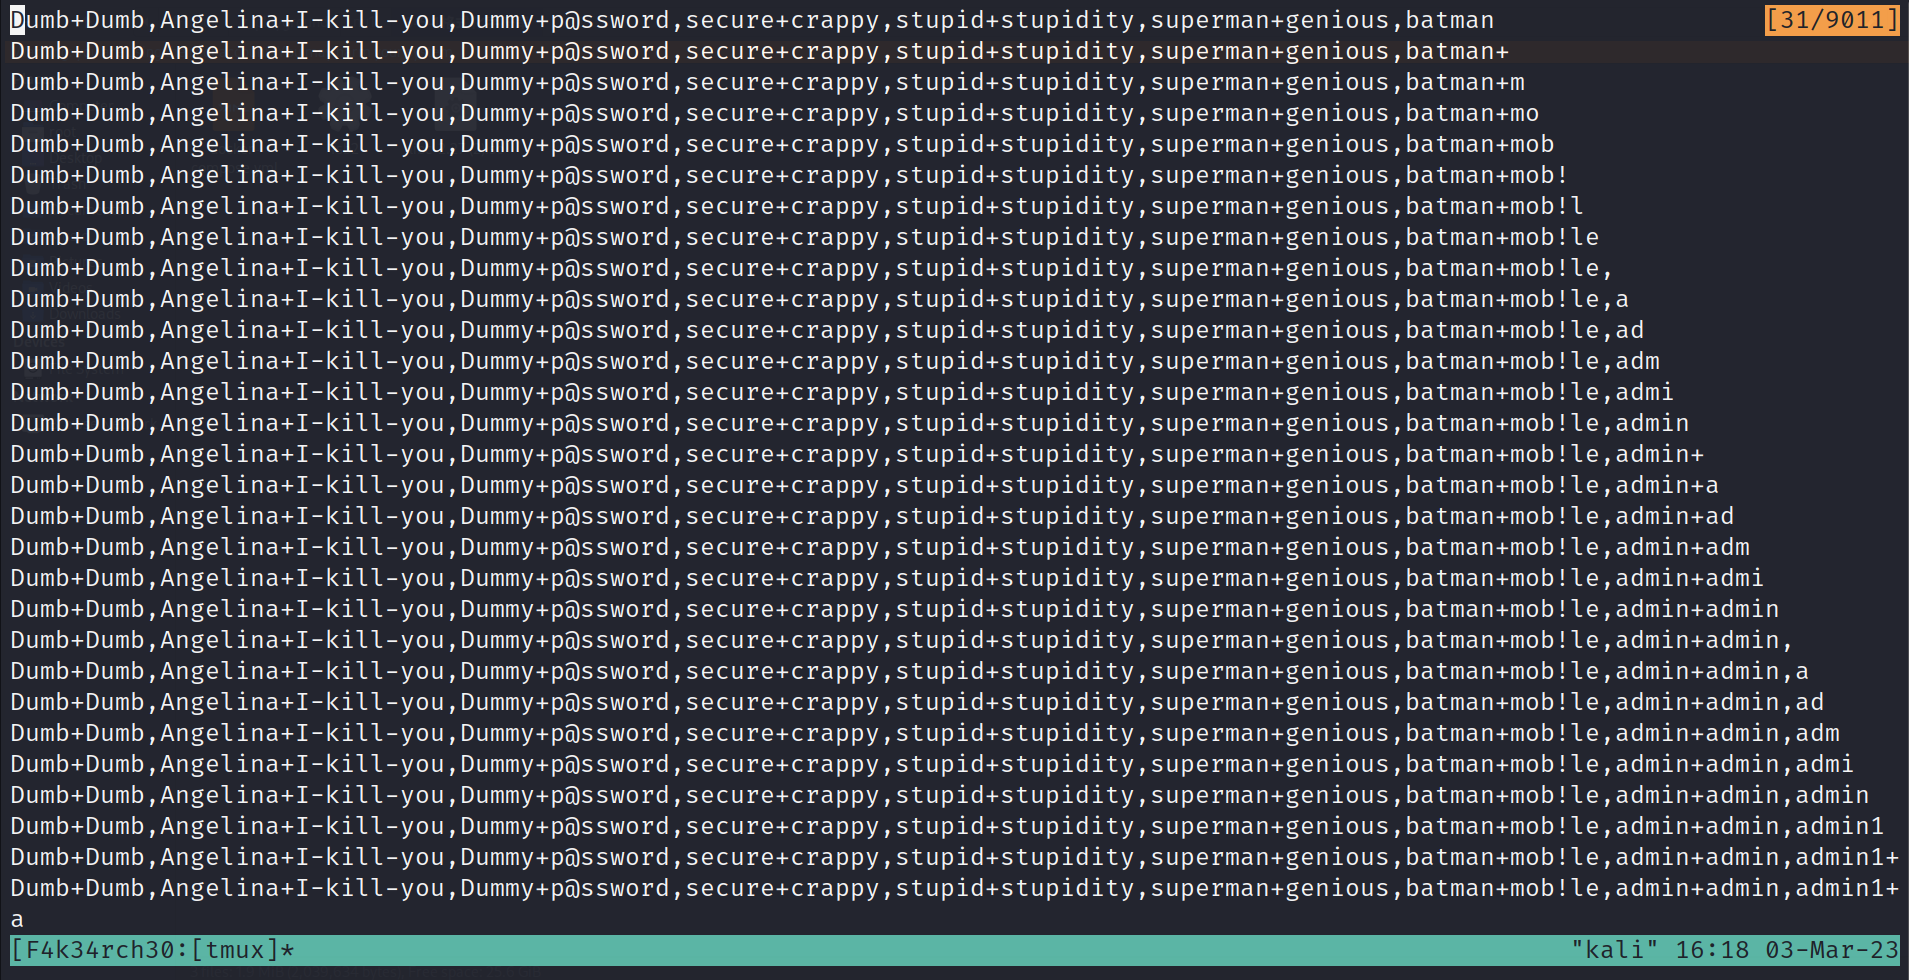 Dumb+Dumb,Angelina+I-kill-you,Dummy+p@ssword,secure+crappy,stupid+stupidity,superman+genious,batman [31/9011]
Dumb+Dumb,Angelina+I-kill-you,Dummy+p@ssword,secure+crappy,stupid+stupidity,superman+genious,batman+
Dumb+Dumb,Angelina+I-kill-you,Dummy+p@ssword,secure+crappy,stupid+stupidity,superman+genious,batman+m
Dumb+Dumb,Angelina+I-kill-you,Dummy+p@ssword,secure+crappy,stupid+stupidity,superman+genious,batman+mo
Dumb+Dumb,Angelina+I-kill-you,Dummy+p@ssword,secure+crappy,stupid+stupidity,superman+genious,batman+mob
Dumb+Dumb,Angelina+I-kill-you,Dummy+p@ssword,secure+crappy,stupid+stupidity,superman+genious,batman+mob!
Dumb+Dumb,Angelina+I-kill-you,Dummy+p@ssword,secure+crappy,stupid+stupidity,superman+genious,batman+mob!l
Dumb+Dumb,Angelina+I-kill-you,Dummy+p@ssword,secure+crappy,stupid+stupidity,superman+genious,batman+mob!le
Dumb+Dumb,Angelina+I-kill-you,Dummy+p@ssword,secure+crappy,stupid+stupidity,superman+genious,batman+mob!le,
Dumb+Dumb,Angelina+I-kill-you,Dummy+p@ssword,secure+crappy,stupid+stupidity,superman+genious,batman+mob!le,a
Dumb+Dumb,Angelina+I-kill-you,Dummy+p@ssword,secure+crappy,stupid+stupidity,superman+genious,batman+mob!le,ad
Dumb+Dumb,Angelina+I-kill-you,Dummy+p@ssword,secure+crappy,stupid+stupidity,superman+genious,batman+mob!le,adm
Dumb+Dumb,Angelina+I-kill-you,Dummy+p@ssword,secure+crappy,stupid+stupidity,superman+genious,batman+mob!le,admi
Dumb+Dumb,Angelina+I-kill-you,Dummy+p@ssword,secure+crappy,stupid+stupidity,superman+genious,batman+mob!le,admin
Dumb+Dumb,Angelina+I-kill-you,Dummy+p@ssword,secure+crappy,stupid+stupidity,superman+genious,batman+mob!le,admin+
Dumb+Dumb,Angelina+I-kill-you,Dummy+p@ssword,secure+crappy,stupid+stupidity,superman+genious,batman+mob!le,admin+a
Dumb+Dumb,Angelina+I-kill-you,Dummy+p@ssword,secure+crappy,stupid+stupidity,superman+genious,batman+mob!le,admin+ad
Dumb+Dumb,Angelina+I-kill-you,Dummy+p@ssword,secure+crappy,stupid+stupidity,superman+genious,batman+mob!le,admin+adm
Dumb+Dumb,Angelina+I-kill-you,Dummy+p@ssword,secure+crappy,stupid+stupidity,superman+genious,batman+mob!le,admin+admi
Dumb+Dumb,Angelina+I-kill-you,Dummy+p@ssword,secure+crappy,stupid+stupidity,superman+genious,batman+mob!le,admin+admin
Dumb+Dumb,Angelina+I-kill-you,Dummy+p@ssword,secure+crappy,stupid+stupidity,superman+genious,batman+mob!le,admin+admin,
Dumb+Dumb,Angelina+I-kill-you,Dummy+p@ssword,secure+crappy,stupid+stupidity,superman+genious,batman+mob!le,admin+admin,a
Dumb+Dumb,Angelina+I-kill-you,Dummy+p@ssword,secure+crappy,stupid+stupidity,superman+genious,batman+mob!le,admin+admin,ad
Dumb+Dumb,Angelina+I-kill-you,Dummy+p@ssword,secure+crappy,stupid+stupidity,superman+genious,batman+mob!le,admin+admin,adm
Dumb+Dumb,Angelina+I-kill-you,Dummy+p@ssword,secure+crappy,stupid+stupidity,superman+genious,batman+mob!le,admin+admin,admi
Dumb+Dumb,Angelina+I-kill-you,Dummy+p@ssword,secure+crappy,stupid+stupidity,superman+genious,batman+mob!le,admin+admin,admin
Dumb+Dumb,Angelina+I-kill-you,Dummy+p@ssword,secure+crappy,stupid+stupidity,superman+genious,batman+mob!le,admin+admin,admin1
Dumb+Dumb,Angelina+I-kill-you,Dummy+p@ssword,secure+crappy,stupid+stupidity,superman+genious,batman+mob!le,admin+admin,admin1+
Dumb+Dumb,Angelina+I-kill-you,Dummy+p@ssword,secure+crappy,stupid+stupidity,superman+genious,batman+mob!le,admin+admin,admin1+
a
[F4k34rch30:[tmux]* "kali" 16:18 03-Mar-23